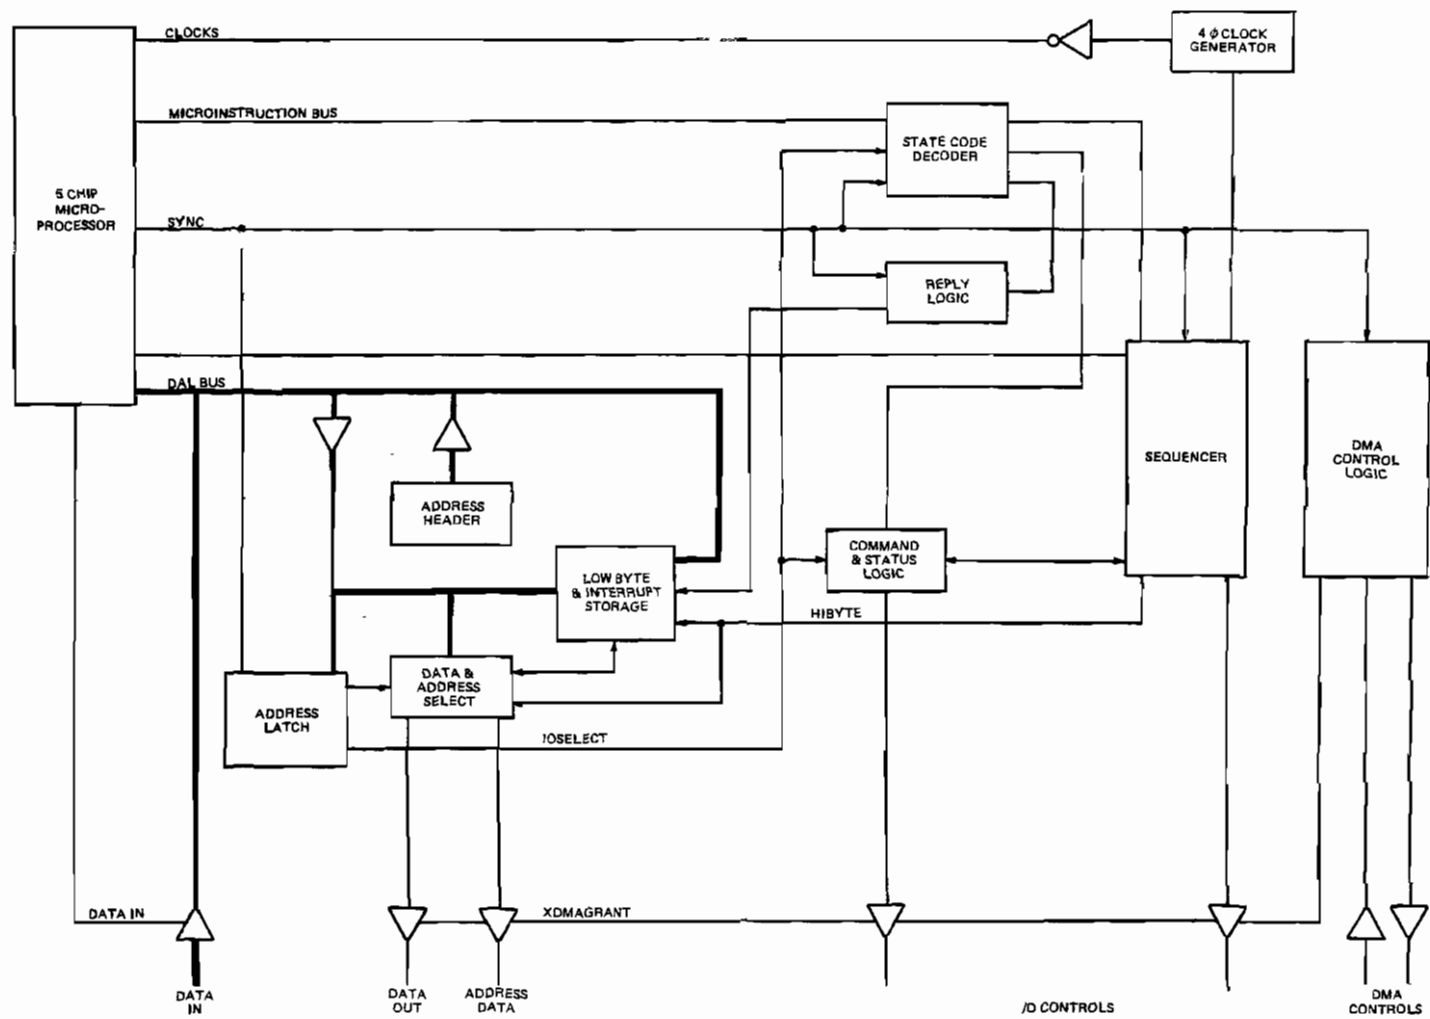 CLOCKS
4 ϕ CLOCK
GENERATOR
MICROINSTRUCTION BUS
STATE CODE
DECODER
5 CHIP
MICRO-
PROCESSOR
SYNC
REPLY
LOGIC
DAL BUS
SEQUENCER
DMA
CONTROL
LOGIC
ADDRESS
HEADER
COMMAND
& STATUS
LOGIC
LOW BYTE
& INTERRUPT
STORAGE
HIBYTE
DATA &
ADDRESS
SELECT
ADDRESS
LATCH
IOSELECT
DATA IN
XDMAGRANT
DATA
IN
DATA
OUT
ADDRESS
DATA
/D CONTROLS
DMA
CONTROLS